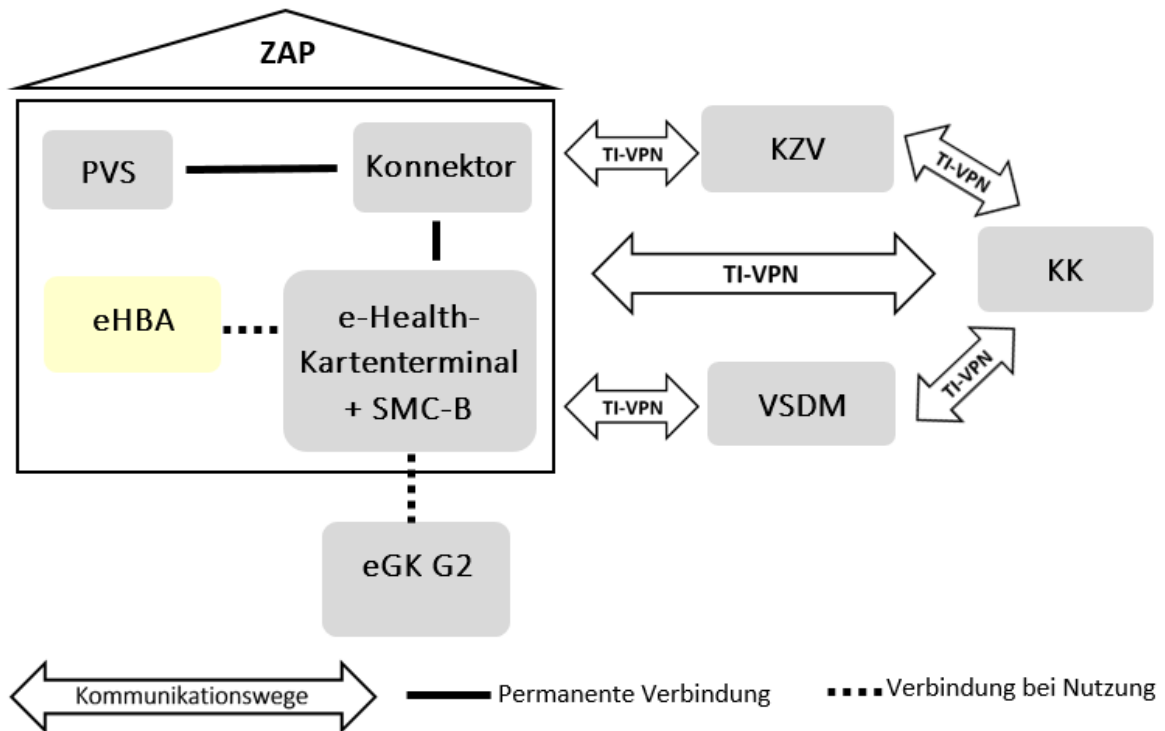 ZAP
PVS
Konnektor
eHBA
e-Health-
Kartenterminal
+ SMC-B
eGK G2
TI-VPN
KZV
TI-VPN
TI-VPN
KK
TI-VPN
VSDM
TI-VPN
Kommunikationswege
Permanente Verbindung
Verbindung bei Nutzung